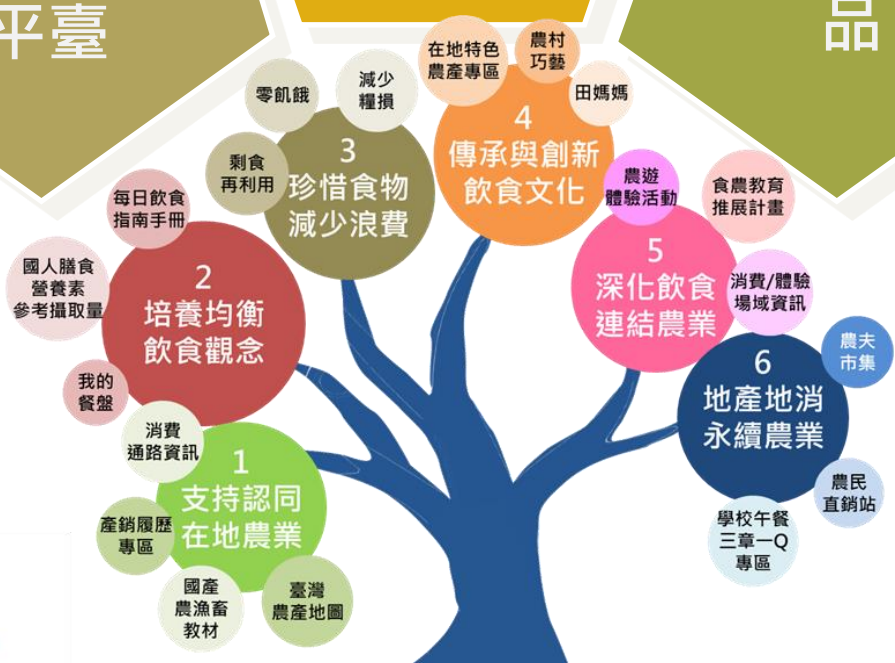 平臺
品
在地特色
農產專區
農村
巧藝
田媽媽
4
傳承與創新
飲食文化
零飢餓
減少
糧損
剩食
再利用
3
珍惜食物
減少浪費
農遊
體驗活動
食農教育
推展計畫
消費/體驗
場域資訊
5
深化飲食
連結農業
每日飲食
指南手冊
國人膳食
營養素
參考攝取量
我的
餐盤
2
培養均衡
飲食觀念
農夫
市集
農民
直銷站
學校午餐
三章一Q
專區
6
地產地消
永續農業
消費
通路資訊
產銷履歷
專區
國產
農漁畜
教材
臺灣
農產地圖
1
支持認同
在地農業